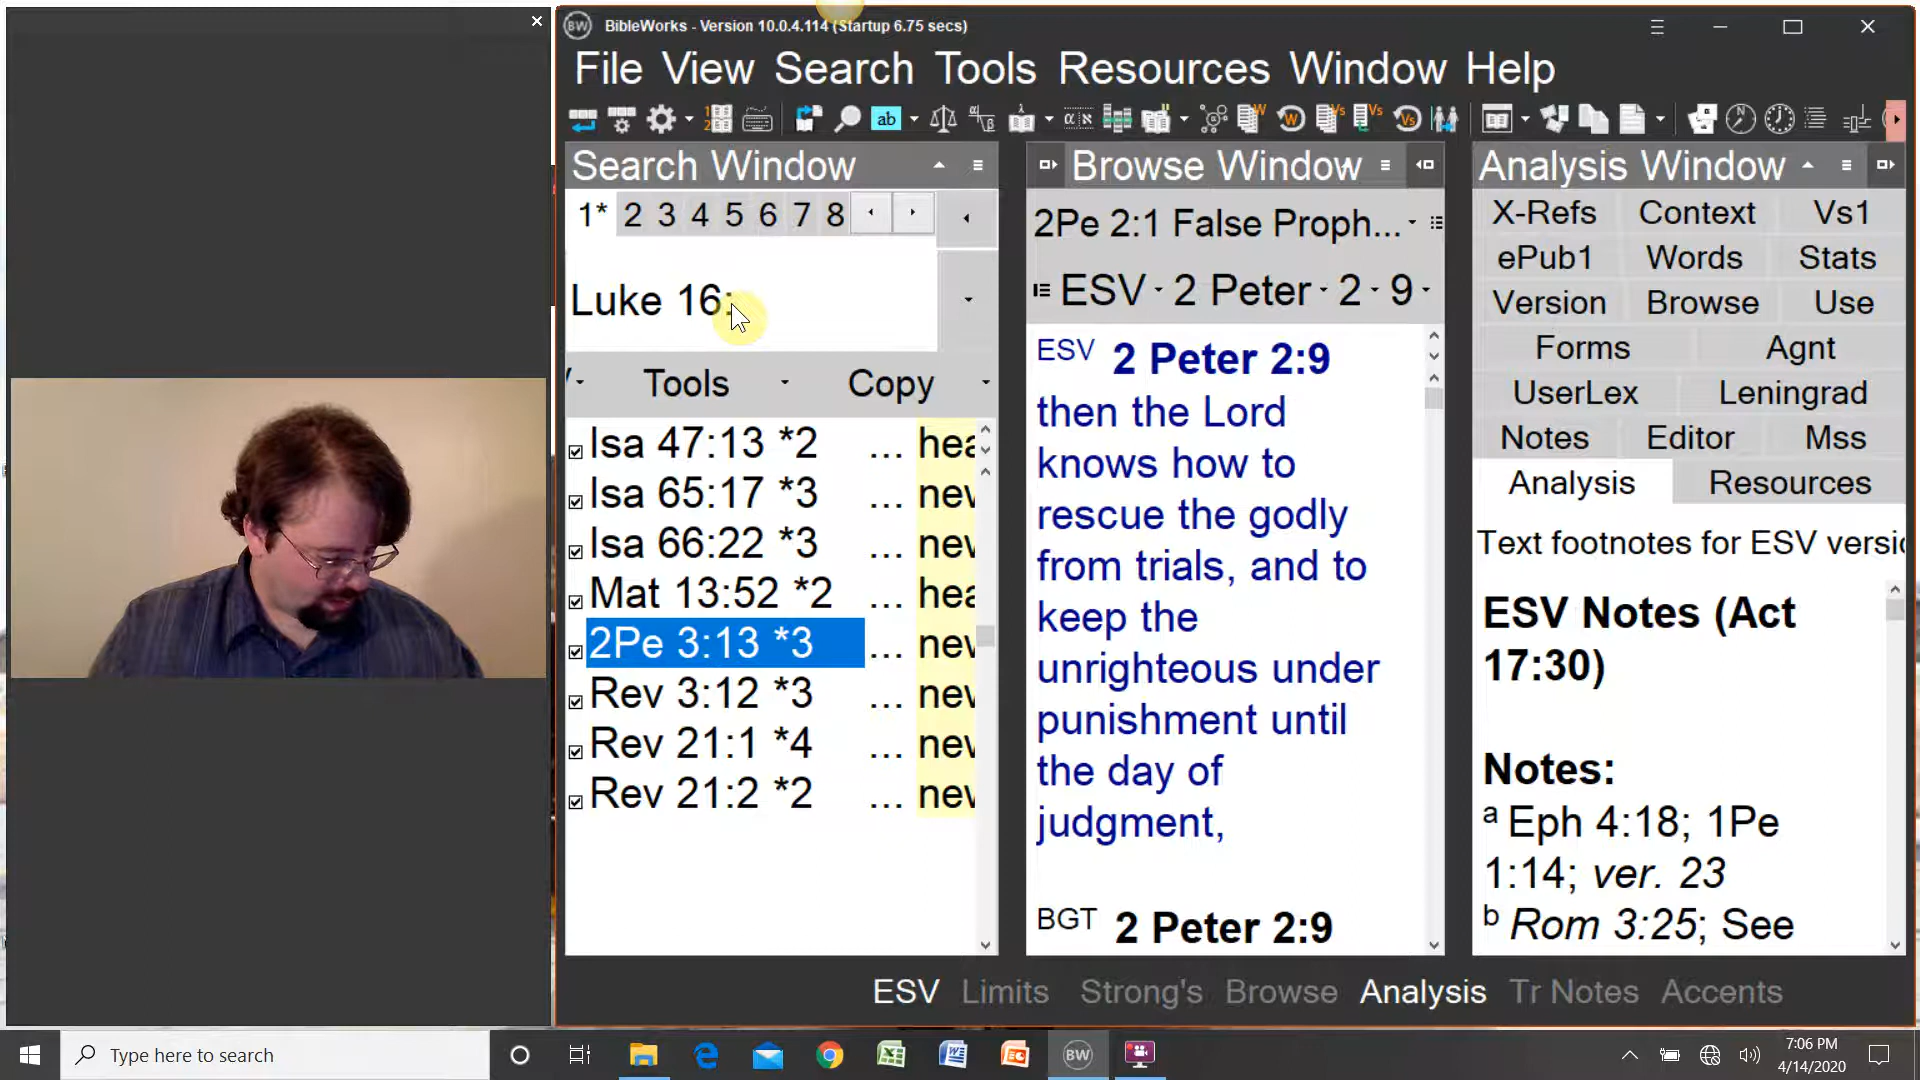 BW BibleWorks - Version 10.0.4.114 (Startup 6.75 secs)
File View Search Tools Resources Window Help
Search Window
1* 2 3 4 5 6 7 8
Luke 16:
Tools Copy
Isa 47:13 *2 ... hea
Isa 65:17 *3 ... nev
Isa 66:22 *3 ... nev
Mat 13:52 *2 ... hea
2Pe 3:13 *3 ... nev
Rev 3:12 *3 ... nev
Rev 21:1 *4 ... nev
Rev 21:2 *2 ... nev
Browse Window
2Pe 2:1 False Proph...
ESV 2 Peter 2 9
ESV 2 Peter 2:9
then the Lord
knows how to
rescue the godly
from trials, and to
keep the
unrighteous under
punishment until
the day of
judgment,
BGT 2 Peter 2:9
Analysis Window
X-Refs Context Vs1
ePub1 Words Stats
Version Browse Use
Forms Agnt
UserLex Leningrad
Notes Editor Mss
Analysis Resources
Text footnotes for ESV versio
ESV Notes (Act
17:30)
Notes:
a Eph 4:18; 1Pe
1:14; ver. 23
b Rom 3:25; See
ESV Limits Strong's Browse Analysis Tr Notes Accents
Type here to search
BW
7:06 PM
4/14/2020